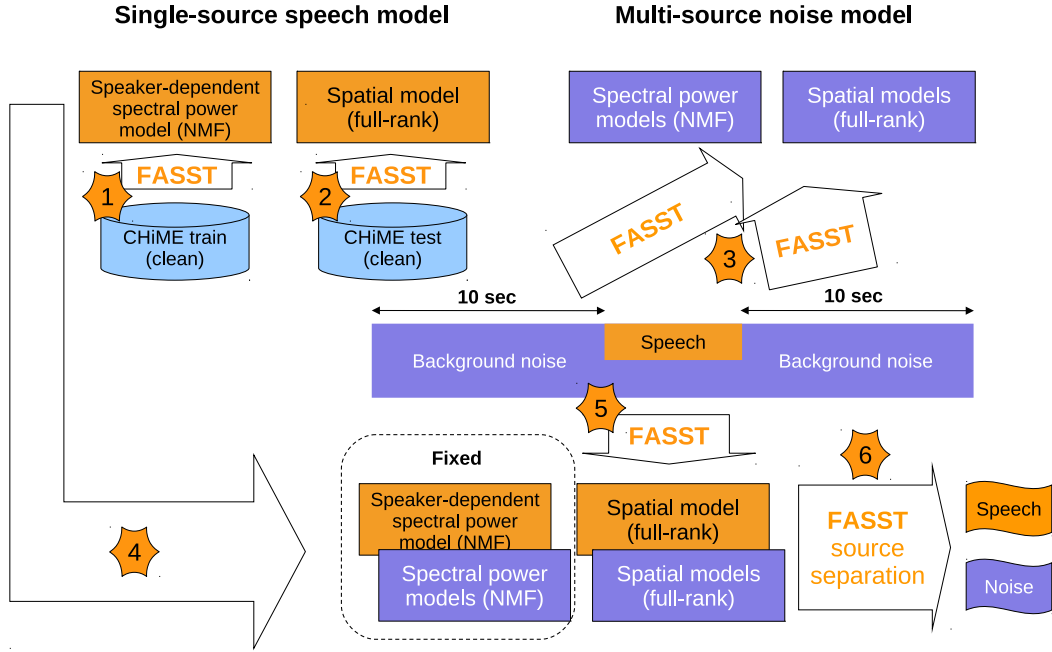 Single-source speech model
Multi-source noise model
Speaker-dependent
spectral power
model (NMF)
Spatial model
(full-rank)
Spectral power
models (NMF)
Spatial models
(full-rank)
FASST
FASST
1
2
CHiME train
(clean)
CHiME test
(clean)
FASST
3
FASST
10 sec
10 sec
Background noise
Speech
Background noise
5
FASST
6
Fixed
Speaker-dependent
spectral power
model (NMF)
Spatial model
(full-rank)
Spectral power
models (NMF)
Spatial models
(full-rank)
4
FASST
source
separation
Speech
Noise